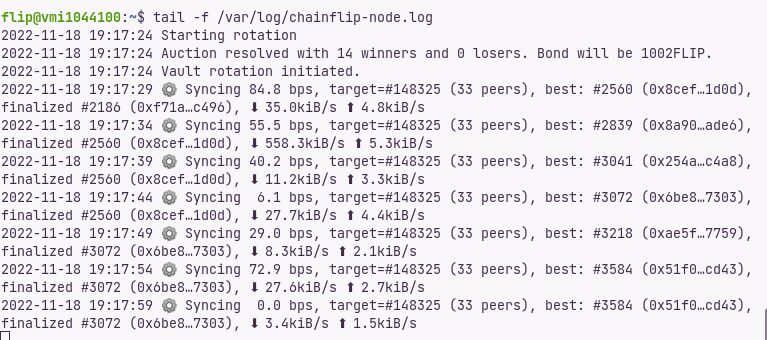 flip@vmi1044100:~$ tail -f /var/log/chainflip-node.log
2022-11-18 19:17:24 Starting rotation
2022-11-18 19:17:24 Auction resolved with 14 winners and 0 losers. Bond will be 1002FLIP.
2022-11-18 19:17:24 Vault rotation initiated.
2022-11-18 19:17:29 ⚙️ Syncing 84.8 bps, target=#148325 (33 peers), best: #2560 (0x8cef…1d0d),
finalized #2186 (0xf71a…c496), ⬇ 35.0kiB/s ⬆ 4.8kiB/s
2022-11-18 19:17:34 ⚙️ Syncing 55.5 bps, target=#148325 (33 peers), best: #2839 (0x8a90…ade6),
finalized #2560 (0x8cef…1d0d), ⬇ 558.3kiB/s ⬆ 5.3kiB/s
2022-11-18 19:17:39 ⚙️ Syncing 40.2 bps, target=#148325 (33 peers), best: #3041 (0x254a…c4a8),
finalized #2560 (0x8cef…1d0d), ⬇ 11.2kiB/s ⬆ 3.3kiB/s
2022-11-18 19:17:44 ⚙️ Syncing  6.1 bps, target=#148325 (33 peers), best: #3072 (0x6be8…7303),
finalized #2560 (0x8cef…1d0d), ⬇ 27.7kiB/s ⬆ 4.4kiB/s
2022-11-18 19:17:49 ⚙️ Syncing 29.0 bps, target=#148325 (33 peers), best: #3218 (0xae5f…7759),
finalized #3072 (0x6be8…7303), ⬇ 8.3kiB/s ⬆ 2.1kiB/s
2022-11-18 19:17:54 ⚙️ Syncing 72.9 bps, target=#148325 (33 peers), best: #3584 (0x51f0…cd43),
finalized #3072 (0x6be8…7303), ⬇ 27.6kiB/s ⬆ 2.7kiB/s
2022-11-18 19:17:59 ⚙️ Syncing  0.0 bps, target=#148325 (33 peers), best: #3584 (0x51f0…cd43),
finalized #3072 (0x6be8…7303), ⬇ 3.4kiB/s ⬆ 1.5kiB/s